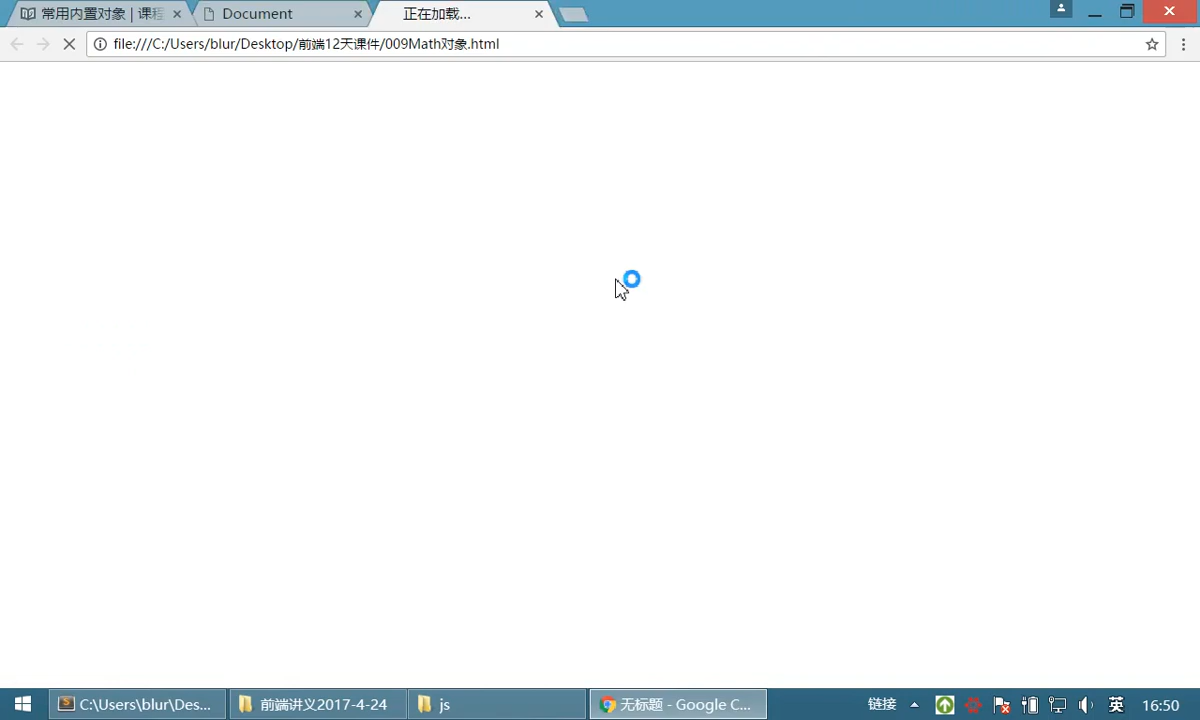 常用内置对象 | 课程
Document
正在加载...
file:///C:/Users/blur/Desktop/前端12天课件/009Math对象.html
C:\Users\blur\Des...
前端讲义2017-4-24
js
无标题 - Google C...
链接
英
16:50